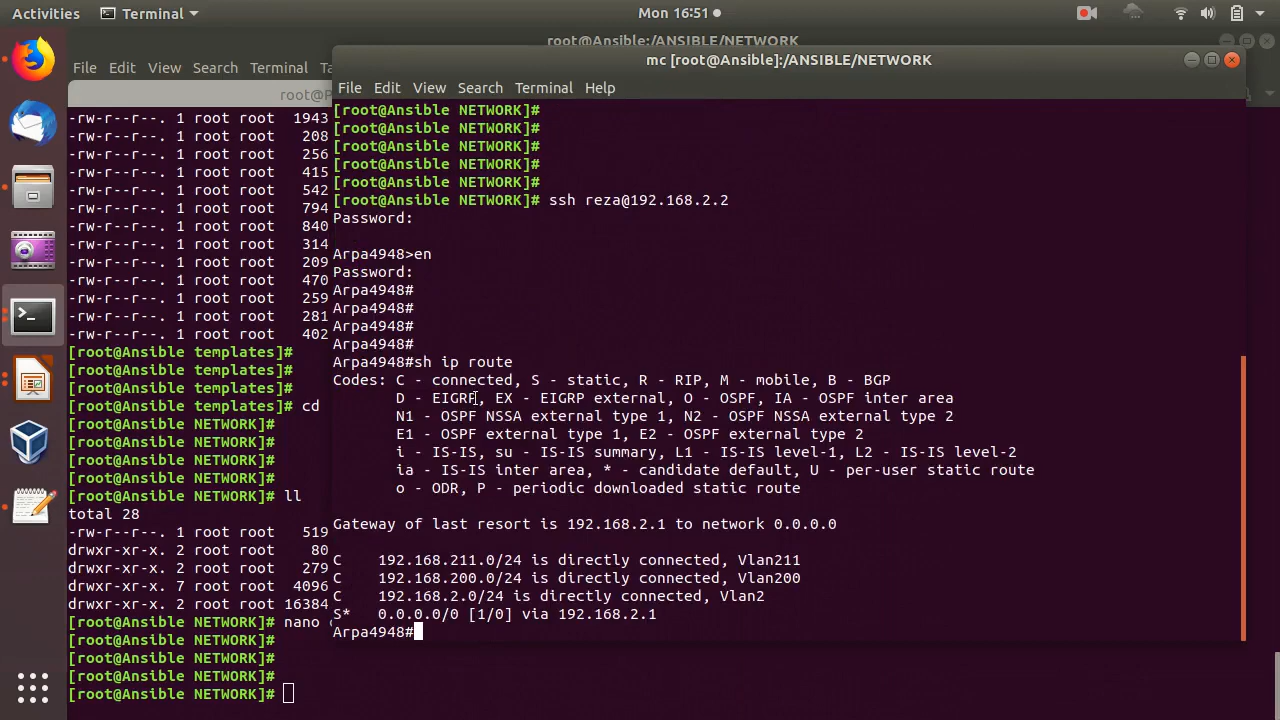 Activities Terminal Mon 16:51
root@Ansible:/ANSIBLE/NETWORK
File Edit View Search Terminal
-rw-r--r--. 1 root root 1943
-rw-r--r--. 1 root root 208
-rw-r--r--. 1 root root 256
-rw-r--r--. 1 root root 415
-rw-r--r--. 1 root root 542
-rw-r--r--. 1 root root 794
-rw-r--r--. 1 root root 840
-rw-r--r--. 1 root root 314
-rw-r--r--. 1 root root 209
-rw-r--r--. 1 root root 470
-rw-r--r--. 1 root root 259
-rw-r--r--. 1 root root 281
-rw-r--r--. 1 root root 402
[root@Ansible templates]#
[root@Ansible templates]#
[root@Ansible templates]#
[root@Ansible templates]# cd
[root@Ansible NETWORK]#
[root@Ansible NETWORK]#
[root@Ansible NETWORK]#
[root@Ansible NETWORK]#
[root@Ansible NETWORK]# ll
total 28
-rw-r--r--. 1 root root 519
drwxr-xr-x. 2 root root 80
drwxr-xr-x. 2 root root 279
drwxr-xr-x. 7 root root 4096
drwxr-xr-x. 2 root root 16384
[root@Ansible NETWORK]# nano
[root@Ansible NETWORK]#
[root@Ansible NETWORK]#
[root@Ansible NETWORK]#
[root@Ansible NETWORK]#
mc [root@Ansible]:/ANSIBLE/NETWORK
File Edit View Search Terminal Help
[root@Ansible NETWORK]#
[root@Ansible NETWORK]#
[root@Ansible NETWORK]#
[root@Ansible NETWORK]#
[root@Ansible NETWORK]#
[root@Ansible NETWORK]# ssh reza@192.168.2.2
Password:
Arpa4948>en
Password:
Arpa4948#
Arpa4948#
Arpa4948#
Arpa4948#
Arpa4948#sh ip route
Codes: C - connected, S - static, R - RIP, M - mobile, B - BGP
D - EIGRP, EX - EIGRP external, O - OSPF, IA - OSPF inter area
N1 - OSPF NSSA external type 1, N2 - OSPF NSSA external type 2
E1 - OSPF external type 1, E2 - OSPF external type 2
i - IS-IS, su - IS-IS summary, L1 - IS-IS level-1, L2 - IS-IS level-2
ia - IS-IS inter area, * - candidate default, U - per-user static route
o - ODR, P - periodic downloaded static route
Gateway of last resort is 192.168.2.1 to network 0.0.0.0
C 192.168.211.0/24 is directly connected, Vlan211
C 192.168.200.0/24 is directly connected, Vlan200
C 192.168.2.0/24 is directly connected, Vlan2
S* 0.0.0.0/0 [1/0] via 192.168.2.1
Arpa4948#